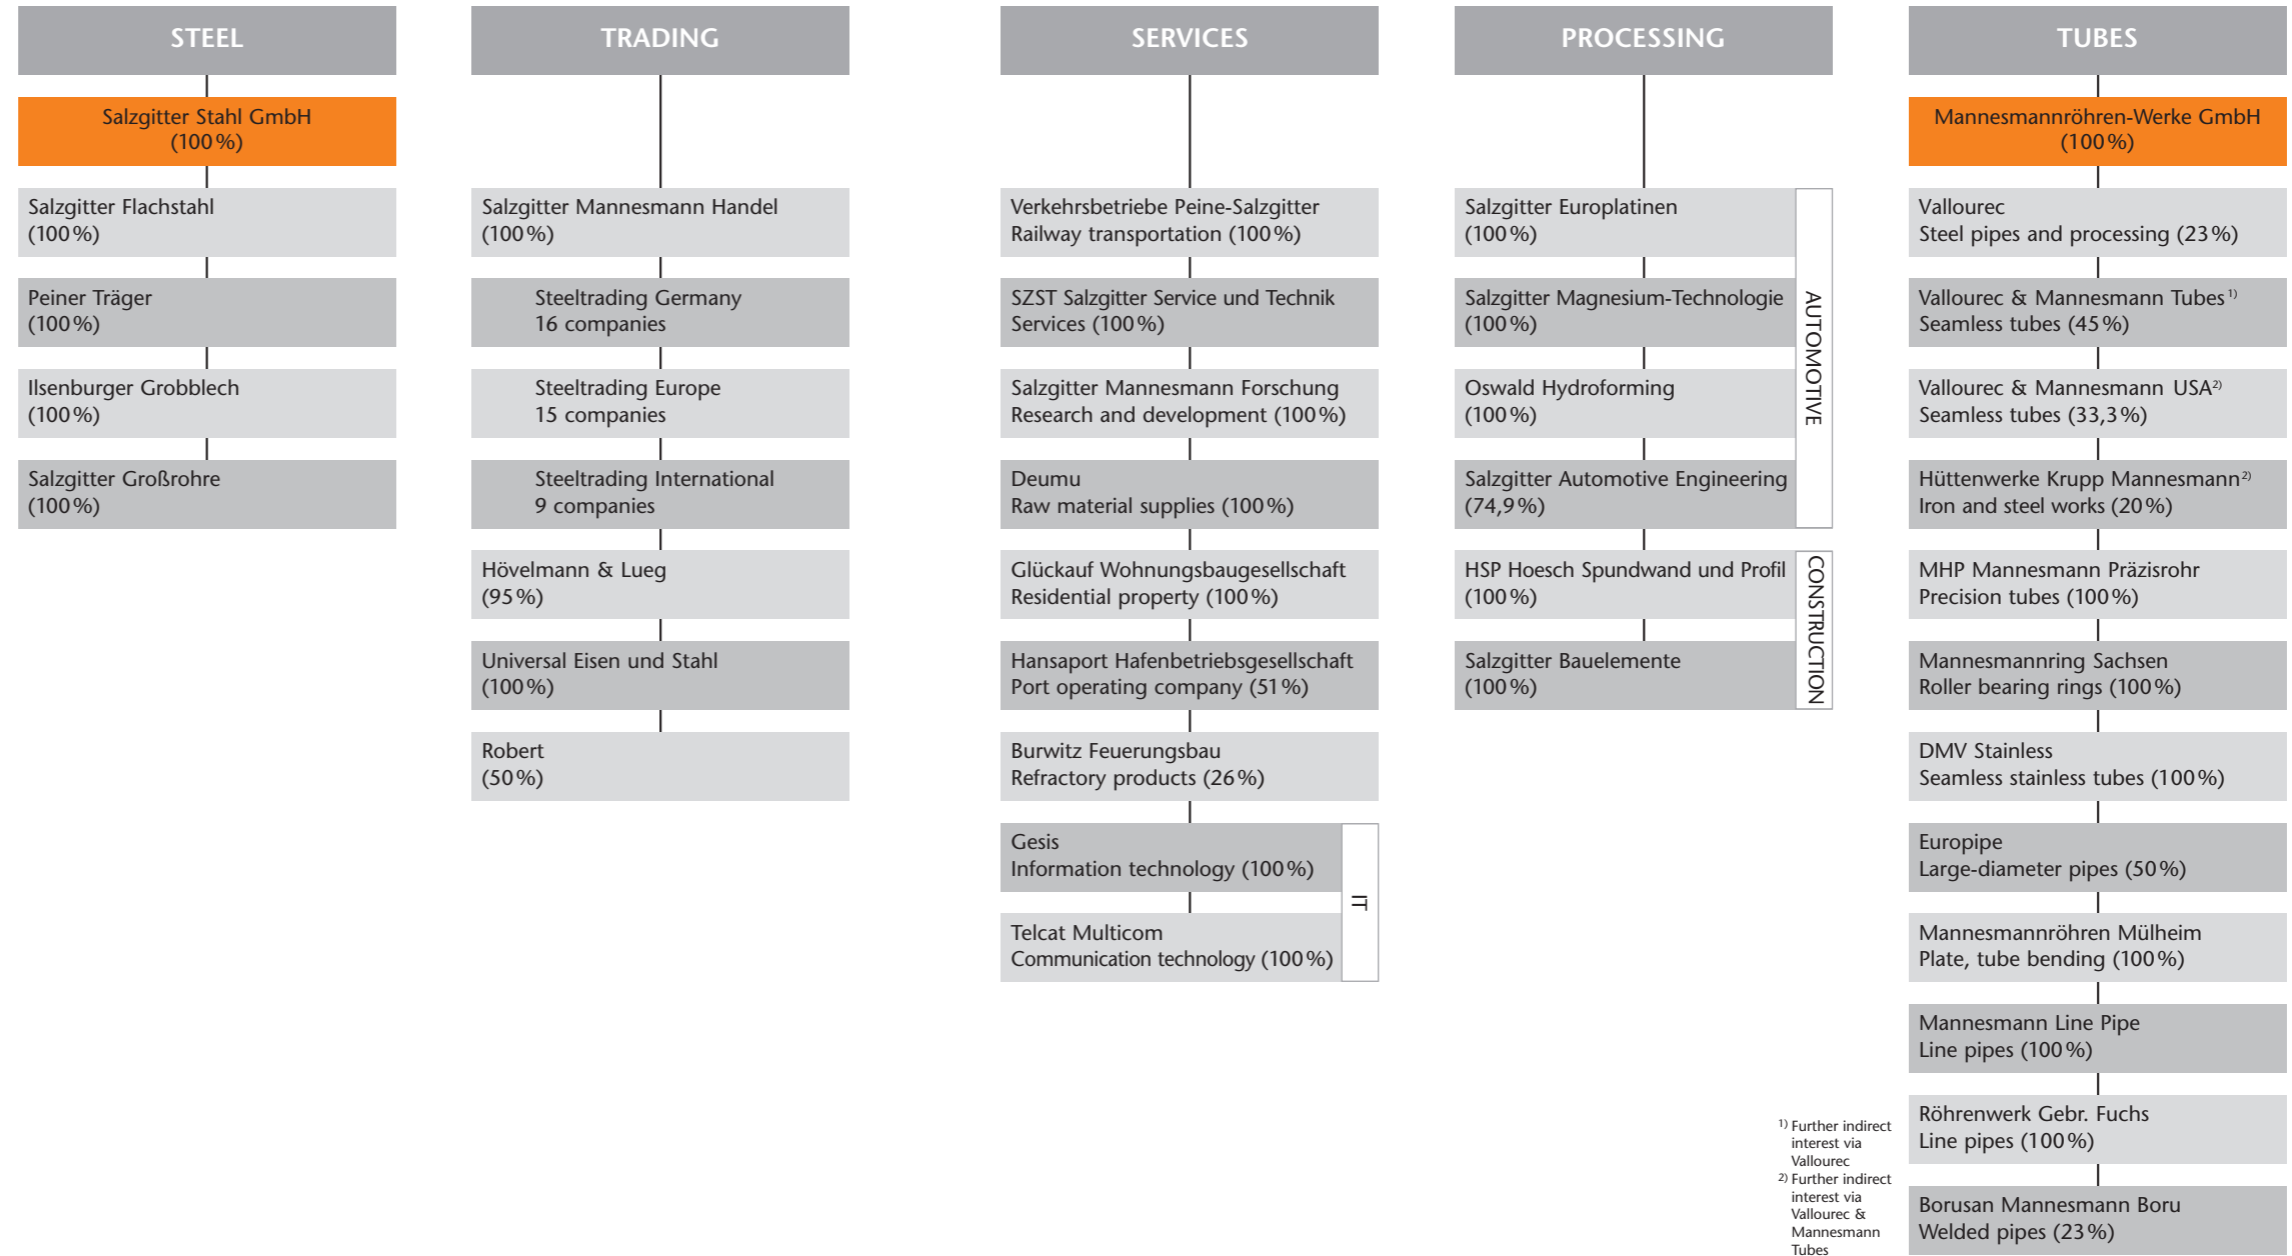 STEEL
Salzgitter Stahl GmbH
(100 %)
Salzgitter Flachstahl
(100 %)
Peiner Träger
(100 %)
Ilsenburger Grobblech
(100 %)
Salzgitter Großrohre
(100 %)
TRADING
Salzgitter Mannesmann Handel
(100 %)
Steeltrading Germany
16 companies
Steeltrading Europe
15 companies
Steeltrading International
9 companies
Hövelmann & Lueg
(95 %)
Universal Eisen und Stahl
(100 %)
Robert
(50 %)
SERVICES
Verkehrsbetriebe Peine-Salzgitter
Railway transportation (100 %)
SZST Salzgitter Service und Technik
Services (100 %)
Salzgitter Mannesmann Forschung
Research and development (100 %)
Deumu
Raw material supplies (100 %)
Glückauf Wohnungsbaugesellschaft
Residential property (100 %)
Hansaport Hafenbetriebsgesellschaft
Port operating company (51 %)
Burwitz Feuerungsbau
Refractory products (26 %)
Gesis
Information technology (100 %)
Telcat Multicom
Communication technology (100 %)
IT
PROCESSING
Salzgitter Europlatinen
(100 %)
Salzgitter Magnesium-Technologie
(100 %)
Oswald Hydroforming
(100 %)
Salzgitter Automotive Engineering
(74,9 %)
AUTOMOTIVE
HSP Hoesch Spundwand und Profil
(100 %)
Salzgitter Bauelemente
(100 %)
CONSTRUCTION
TUBES
Mannesmannröhren-Werke GmbH
(100 %)
Vallourec
Steel pipes and processing (23 %)
Vallourec & Mannesmann Tubes 1)
Seamless tubes (45 %)
Vallourec & Mannesmann USA 2)
Seamless tubes (33,3 %)
Hüttenwerke Krupp Mannesmann 2)
Iron and steel works (20 %)
MHP Mannesmann Präzisrohr
Precision tubes (100 %)
Mannesmannring Sachsen
Roller bearing rings (100 %)
DMV Stainless
Seamless stainless tubes (100 %)
Europipe
Large-diameter pipes (50 %)
Mannesmannröhren Mülheim
Plate, tube bending (100 %)
Mannesmann Line Pipe
Line pipes (100 %)
Röhrenwerk Gebr. Fuchs
Line pipes (100 %)
Borusan Mannesmann Boru
Welded pipes (23 %)
1) Further indirect
interest via
Vallourec
2) Further indirect
interest via
Vallourec &
Mannesmann
Tubes